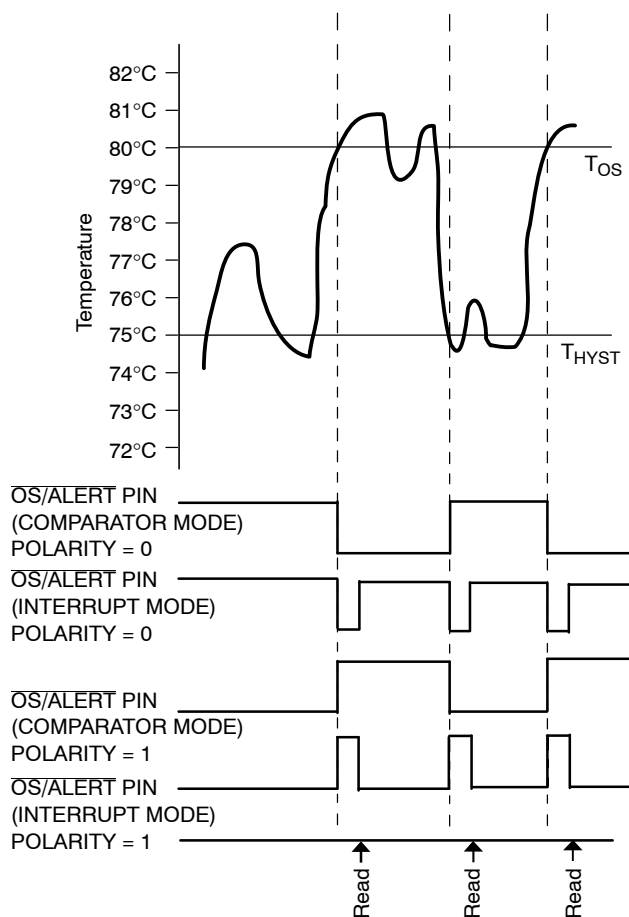 82°C
81°C
80°C
79°C
78°C
77°C
76°C
75°C
74°C
73°C
72°C
Temperature
TOS
THYST
OS/ALERT PIN
(COMPARATOR MODE)
POLARITY = 0
OS/ALERT PIN
(INTERRUPT MODE)
POLARITY = 0
OS/ALERT PIN
(COMPARATOR MODE)
POLARITY = 1
OS/ALERT PIN
(INTERRUPT MODE)
POLARITY = 1
Read
Read
Read